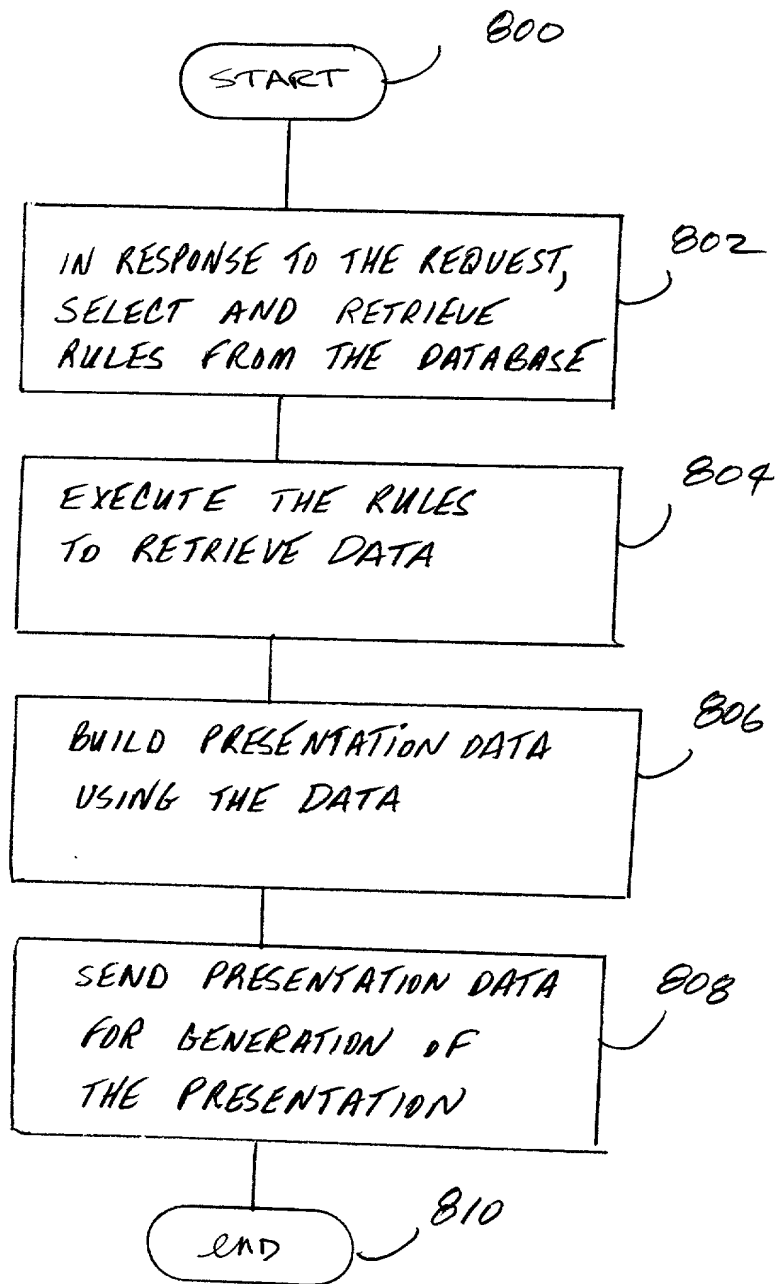 800
START
802
IN RESPONSE TO THE REQUEST,
SELECT AND RETRIEVE
RULES FROM THE DATABASE
804
EXECUTE THE RULES
TO RETRIEVE DATA
806
BUILD PRESENTATION DATA
USING THE DATA
808
SEND PRESENTATION DATA
FOR GENERATION OF
THE PRESENTATION
810
END